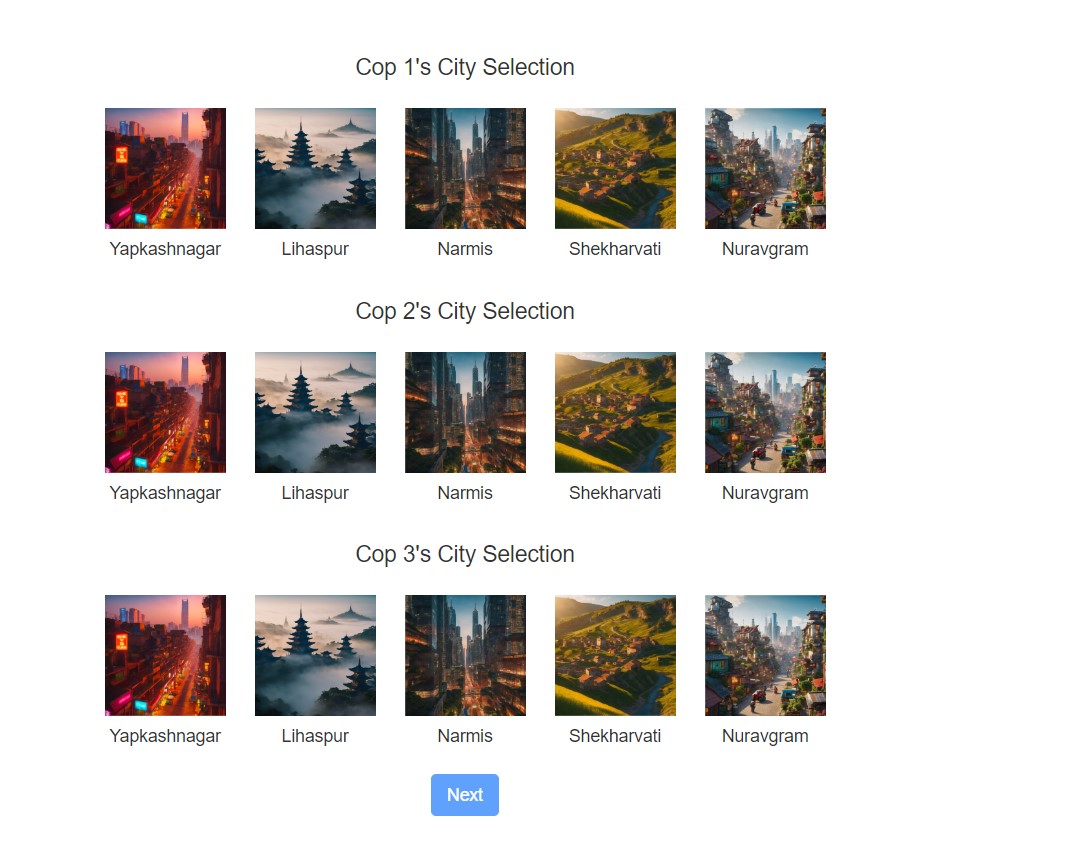 Cop 1's City Selection
Yapkashnagar Lihaspur Narmis Shekharvati Nuravgram
Cop 2's City Selection
Yapkashnagar Lihaspur Narmis Shekharvati Nuravgram
Cop 3's City Selection
Yapkashnagar Lihaspur Narmis Shekharvati Nuravgram
Next